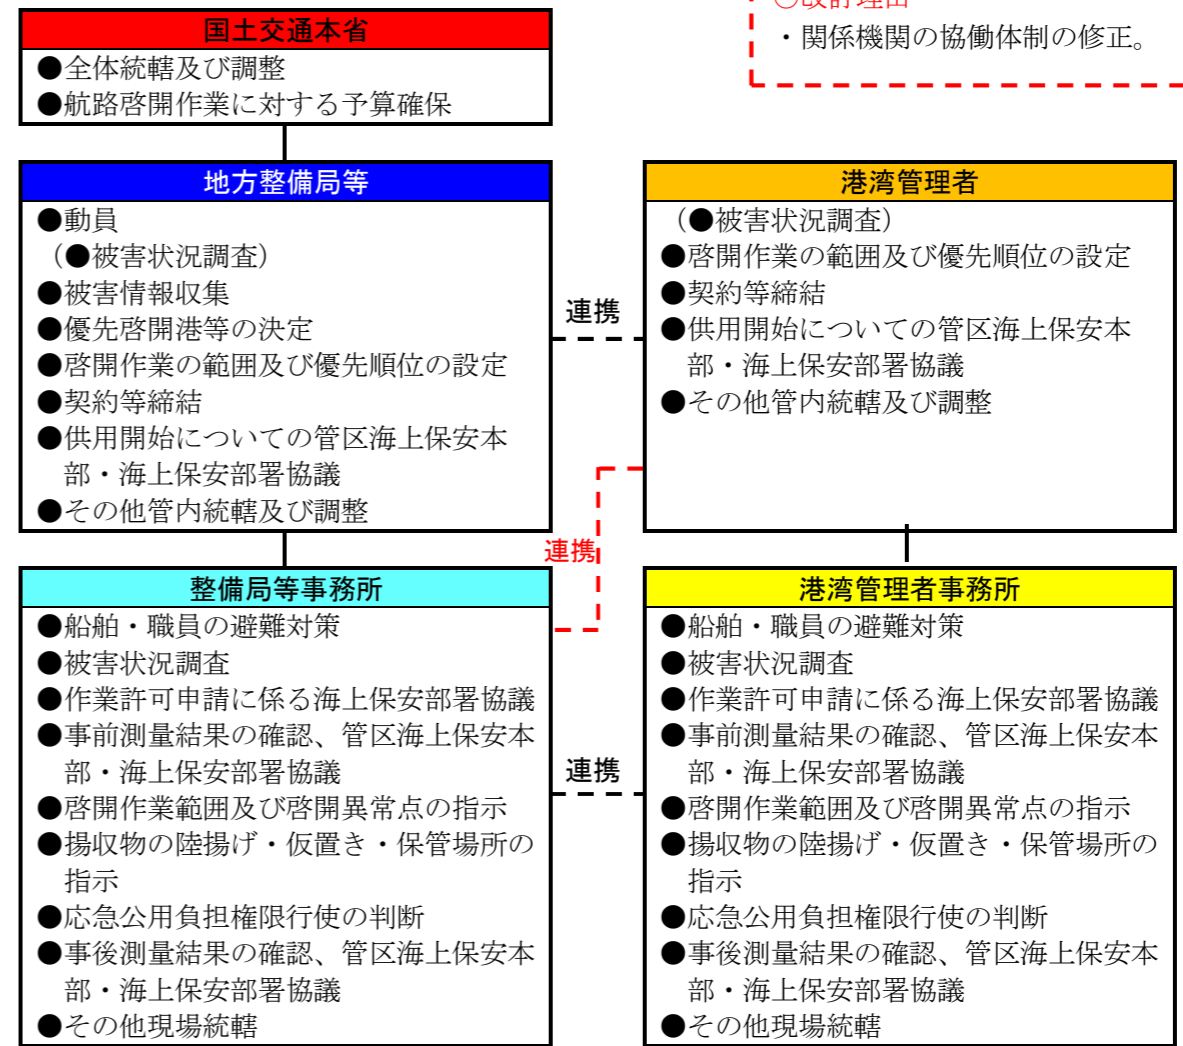 ○改訂理由
・関係機関の協働体制の修正。
国土交通本省
●全体統轄及び調整
●航路啓開作業に対する予算確保
地方整備局等
●動員
（●被害状況調査）
●被害情報収集
●優先啓開港等の決定
●啓開作業の範囲及び優先順位の設定
●契約等締結
●供用開始についての管区海上保安本
部・海上保安部署協議
●その他管内統轄及び調整
連携
港湾管理者
（●被害状況調査）
●啓開作業の範囲及び優先順位の設定
●契約等締結
●供用開始についての管区海上保安本
部・海上保安部署協議
●その他管内統轄及び調整
連携
整備局等事務所
●船舶・職員の避難対策
●被害状況調査
●作業許可申請に係る海上保安部署協議
●事前測量結果の確認、管区海上保安本
部・海上保安部署協議
●啓開作業範囲及び啓開異常点の指示
●揚収物の陸揚げ・仮置き・保管場所の
指示
●応急公用負担権限行使の判断
●事後測量結果の確認、管区海上保安本
部・海上保安部署協議
●その他現場統轄
連携
港湾管理者事務所
●船舶・職員の避難対策
●被害状況調査
●作業許可申請に係る海上保安部署協議
●事前測量結果の確認、管区海上保安本
部・海上保安部署協議
●啓開作業範囲及び啓開異常点の指示
●揚収物の陸揚げ・仮置き・保管場所の
指示
●応急公用負担権限行使の判断
●事後測量結果の確認、管区海上保安本
部・海上保安部署協議
●その他現場統轄